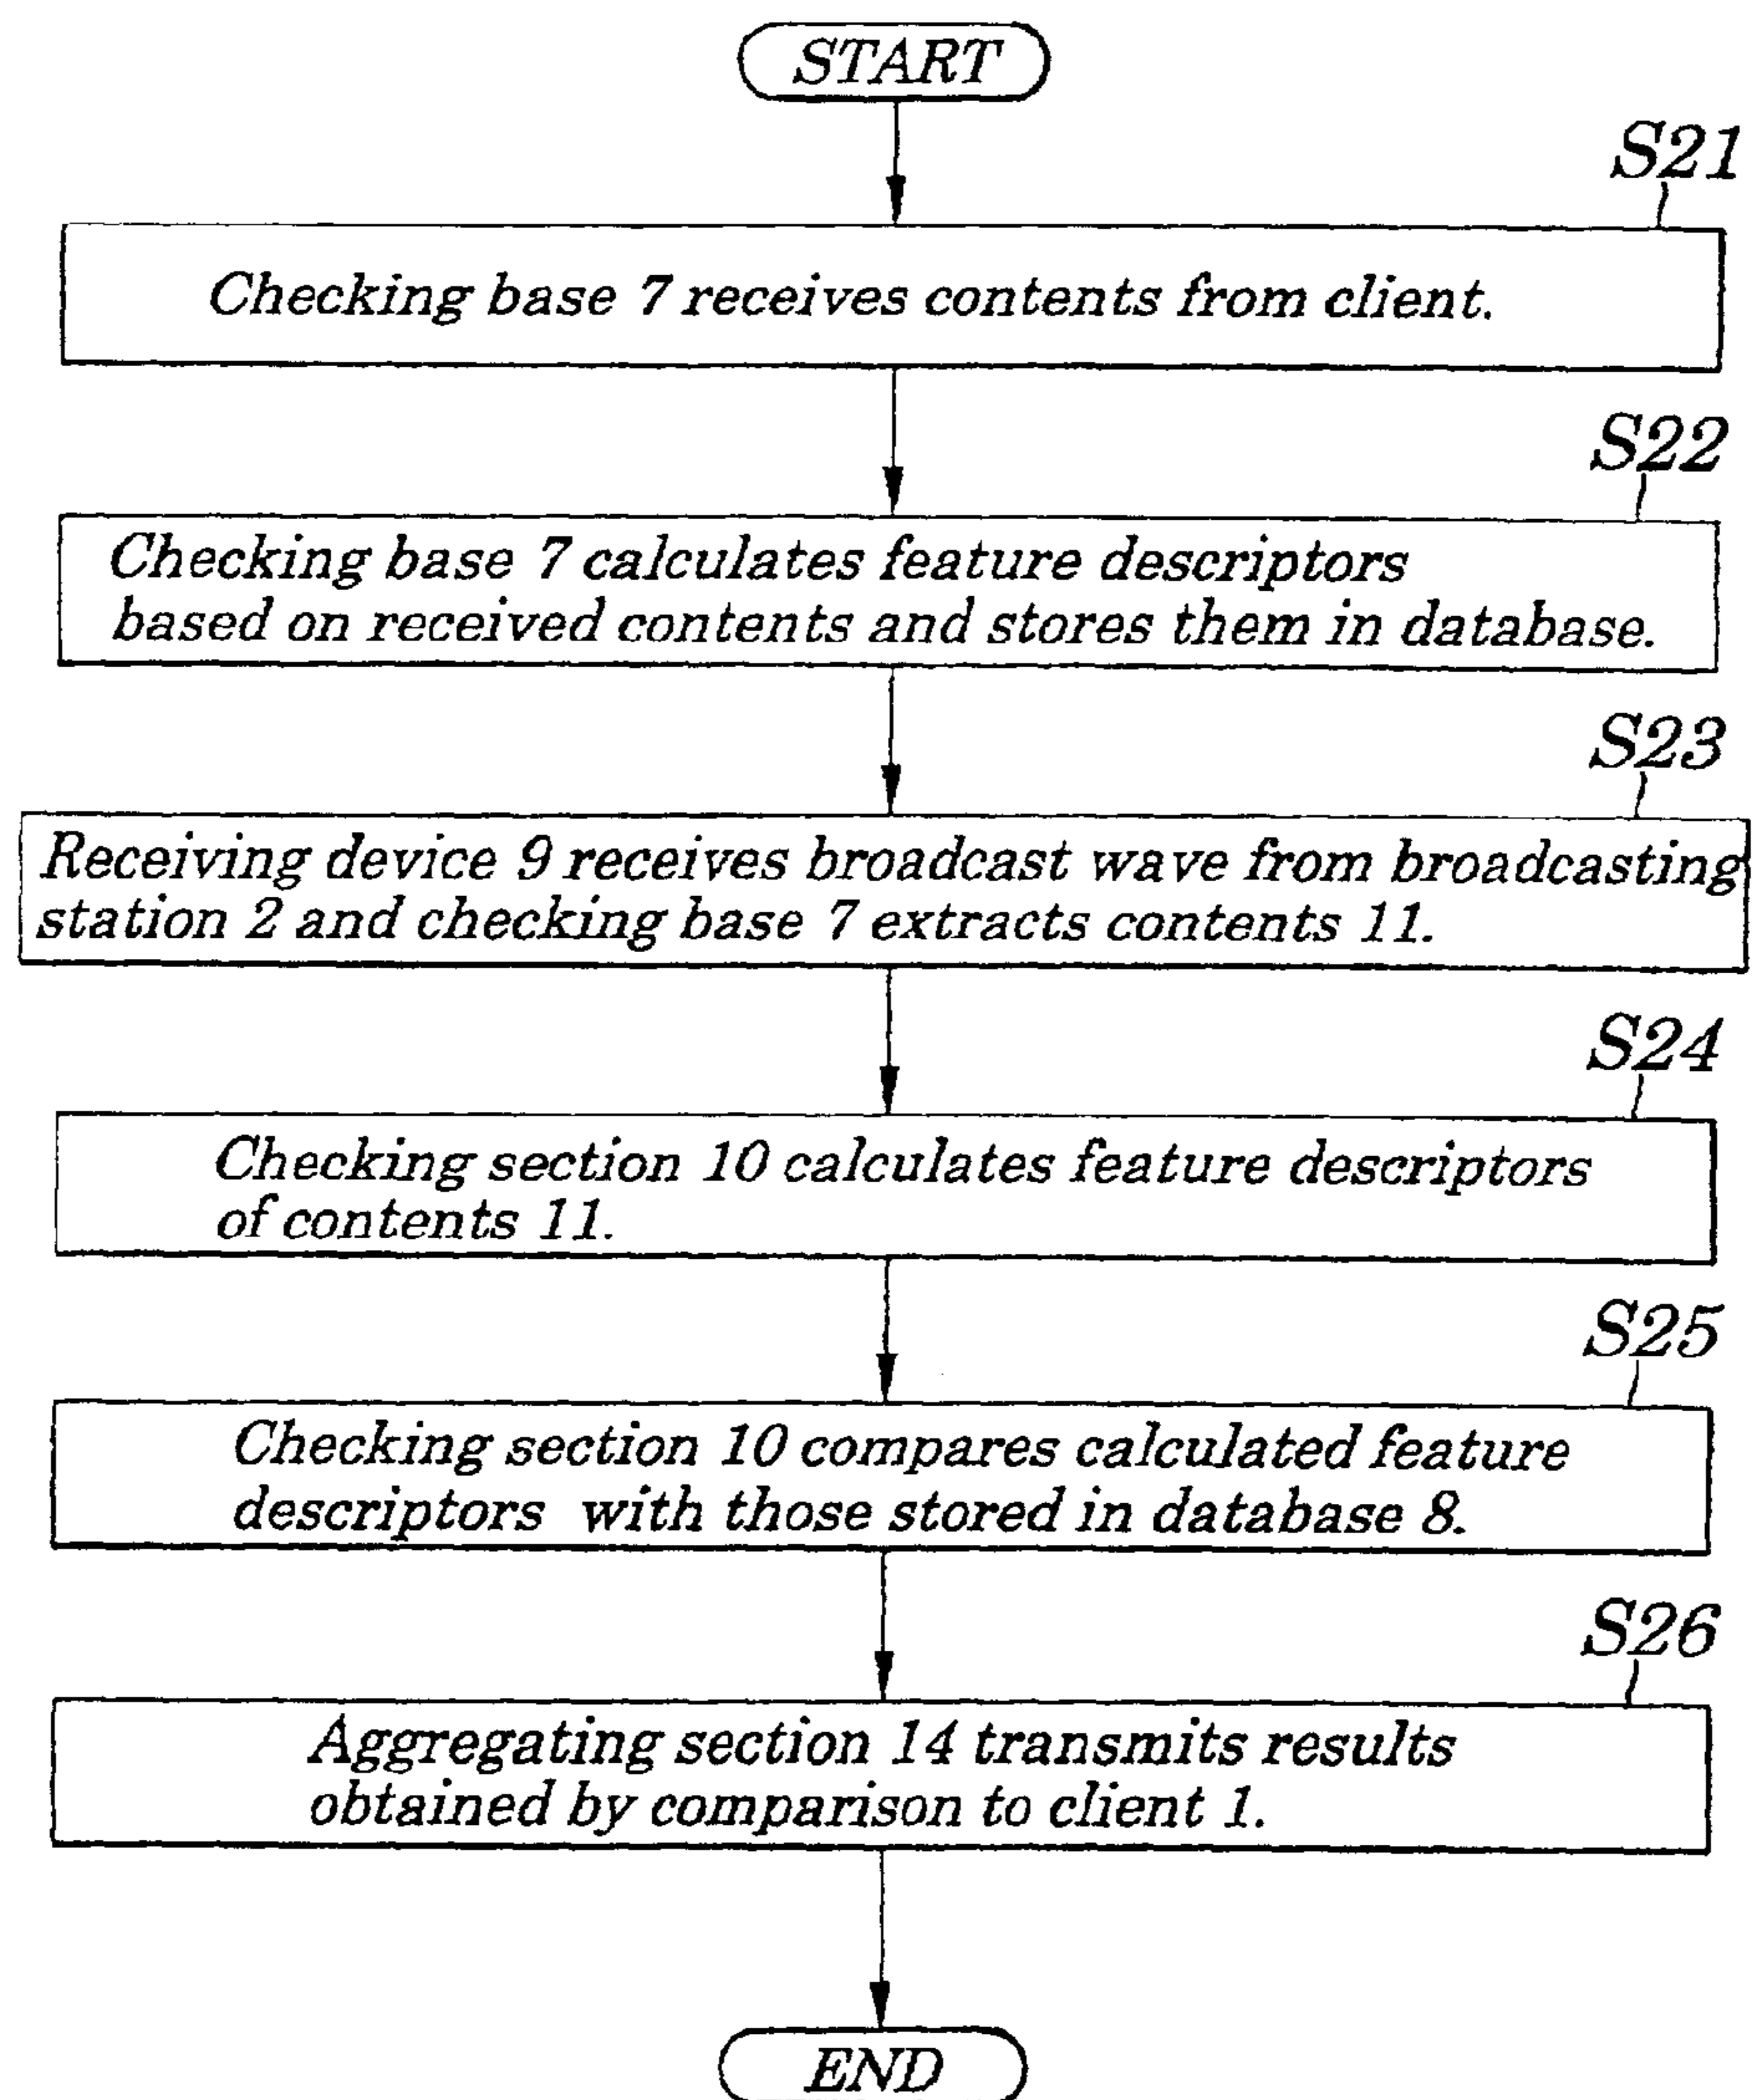 START
S21
Checking base 7 receives contents from client.
S22
Checking base 7 calculates feature descriptors
based on received contents and stores them in database.
S23
Receiving device 9 receives broadcast wave from broadcasting
station 2 and checking base 7 extracts contents 11.
S24
Checking section 10 calculates feature descriptors
of contents 11.
S25
Checking section 10 compares calculated feature
descriptors with those stored in database 8.
S26
Aggregating section 14 transmits results
obtained by comparison to client 1.
END